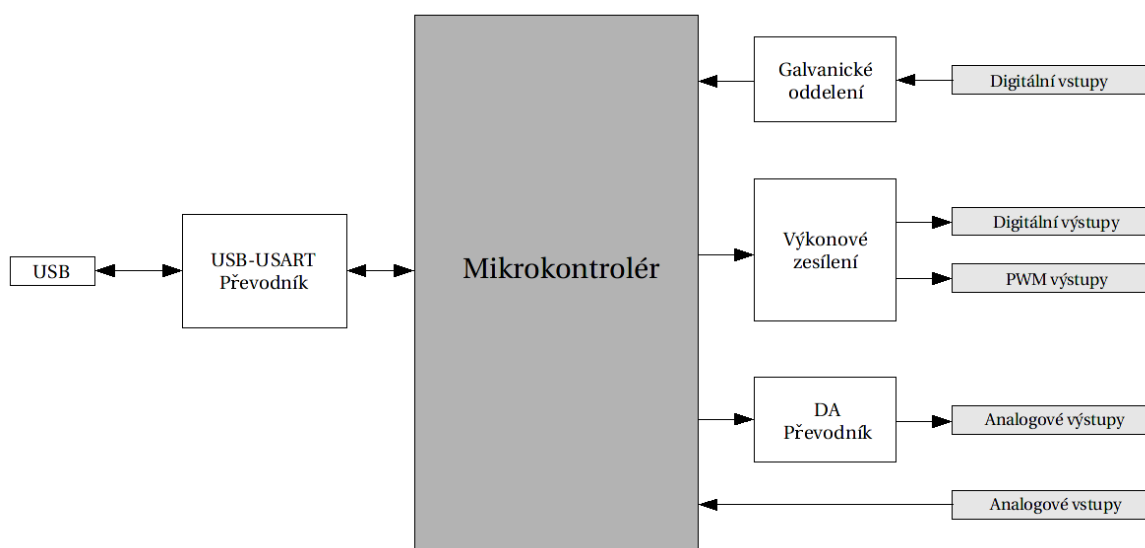 USB
USB-USART
Převodník
Mikrokontrolér
Galvanické
oddelení
Digitální vstupy
Výkonové
zesílení
Digitální výstupy
PWM výstupy
DA
Převodník
Analogové výstupy
Analogové vstupy